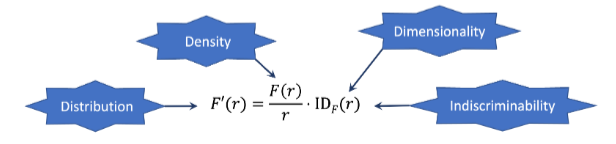 Dimensionality
Density
Distribution
F′(r) = F(r)/r · ID_F(r)
Indiscriminability